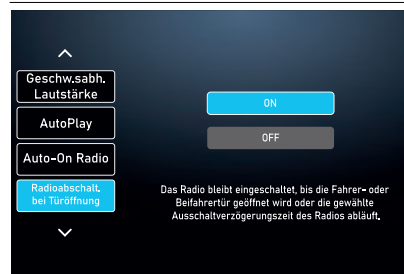 Geschw.sabh.
Lautstärke
AutoPlay
Auto-On Radio
Radioabschalt.
bei Türöffnung
ON
OFF
Das Radio bleibt eingeschaltet, bis die Fahrer- oder
Beifahrertür geöffnet wird oder die gewählte
Ausschaltverzögerungszeit des Radios abläuft.